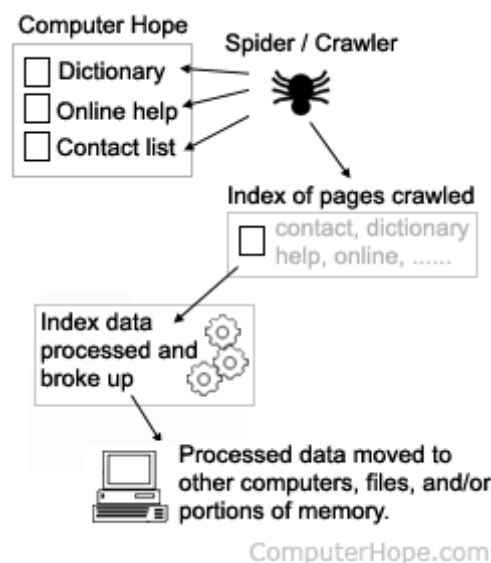 Computer Hope
Spider / Crawler
Dictionary
Online help
Contact list
Index of pages crawled
contact, dictionary
help, online, ......
Index data
processed and
broke up
Processed data moved to
other computers, files, and/or
portions of memory.
ComputerHope.com